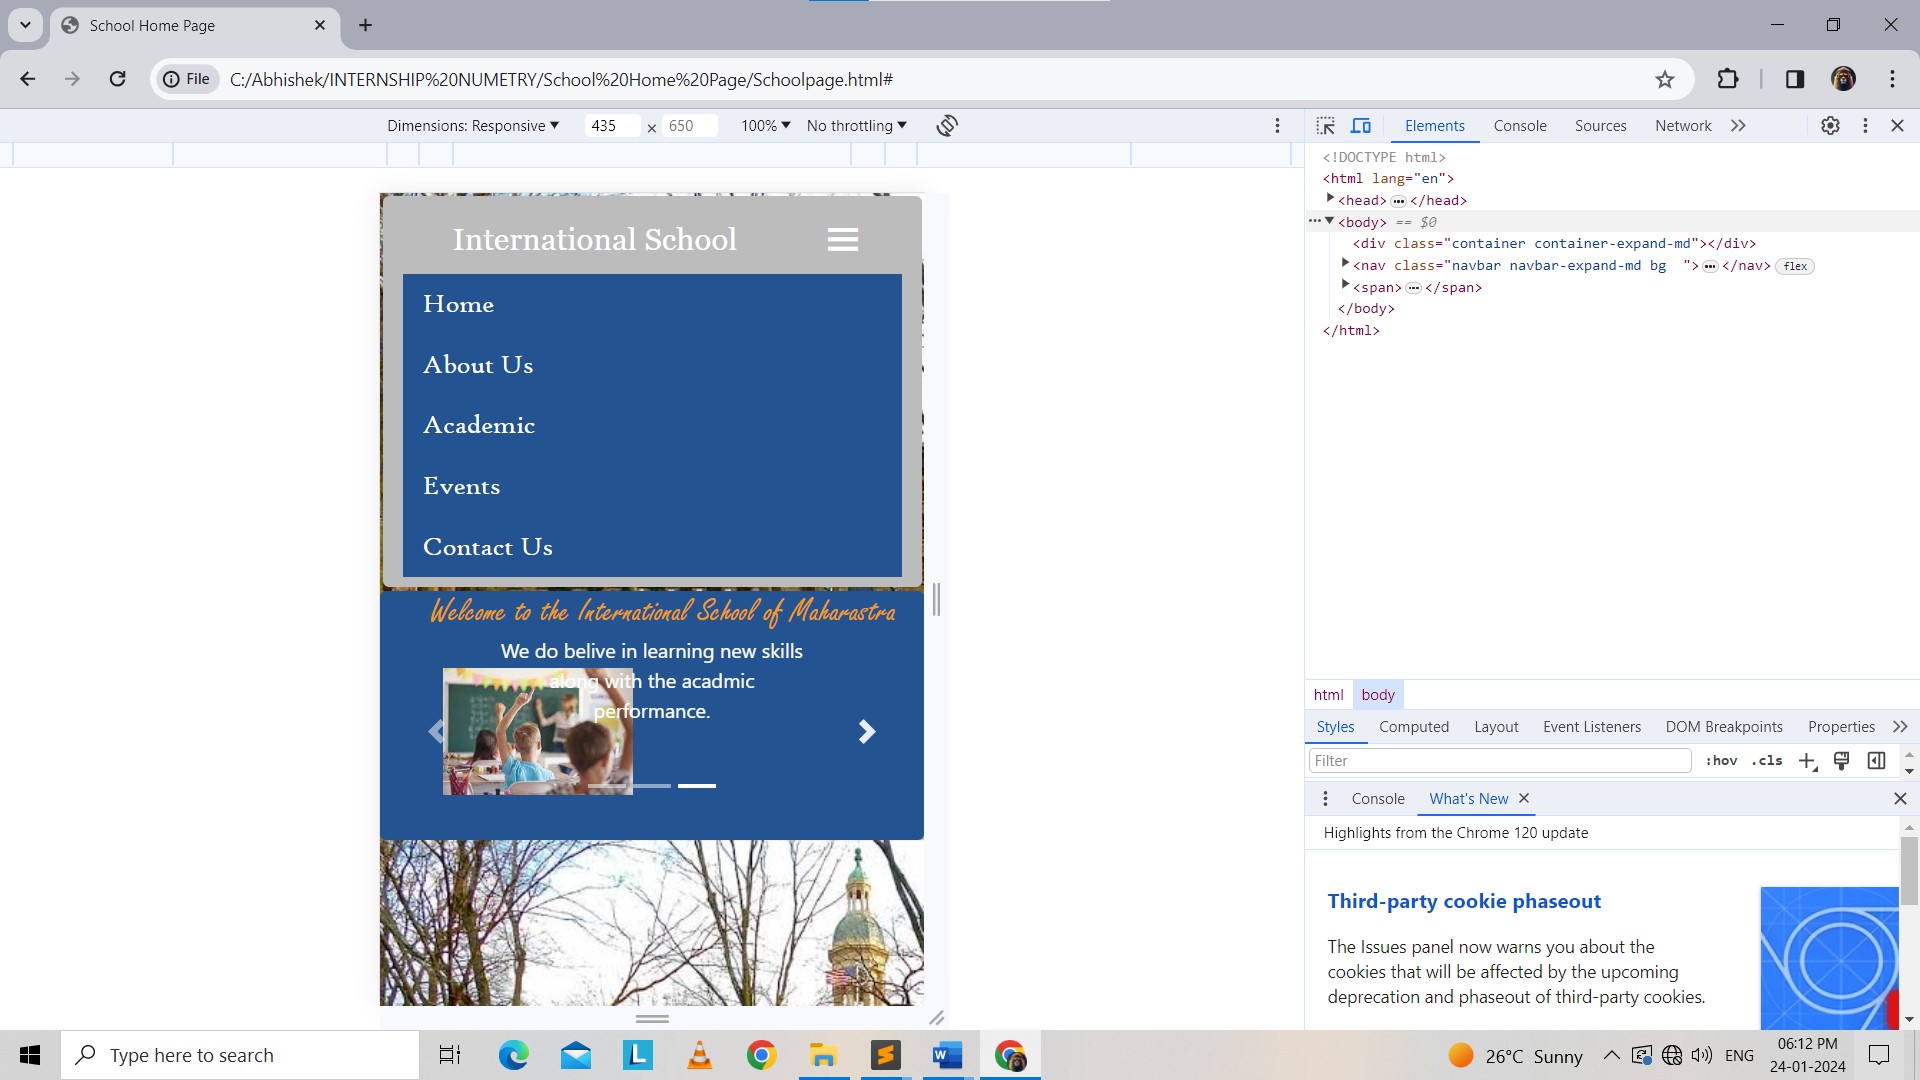 School Home Page
File C:/Abhishek/INTERNSHIP%20NUMETRY/School%20Home%20Page/Schoolpage.html#
Dimensions: Responsive 435 × 650 100% No throttling
Elements Console Sources Network
<!DOCTYPE html>
<html lang="en">
<head>…</head>
<body> == $0
<div class="container container-expand-md"></div>
<nav class="navbar navbar-expand-md bg  ">…</nav> flex
<span>…</span>
</body>
</html>
International School
Home
About Us
Academic
Events
Contact Us
Welcome to the International School of Maharastra
We do belive in learning new skills
along with the acadmic
performance.
html body
Styles Computed Layout Event Listeners DOM Breakpoints Properties
Filter :hov .cls
Console What's New
Highlights from the Chrome 120 update
Third-party cookie phaseout
The Issues panel now warns you about the
cookies that will be affected by the upcoming
deprecation and phaseout of third-party cookies.
Type here to search
L
S
W
26°C Sunny
ENG
06:12 PM
24-01-2024